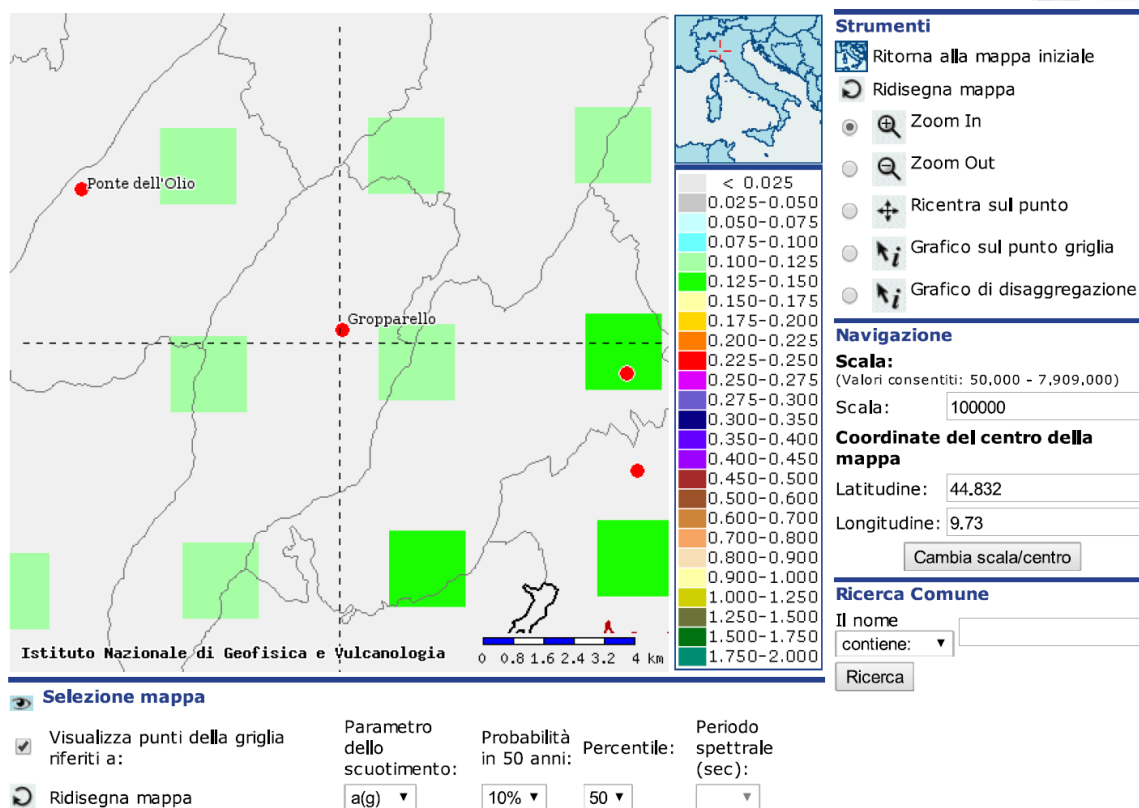 Ponte dell'Olio
Gropparello
Istituto Nazionale di Geofisica e Vulcanologia
0 0.8 1.6 2.4 3.2 4 km
< 0.025
0.025-0.050
0.050-0.075
0.075-0.100
0.100-0.125
0.125-0.150
0.150-0.175
0.175-0.200
0.200-0.225
0.225-0.250
0.250-0.275
0.275-0.300
0.300-0.350
0.350-0.400
0.400-0.450
0.450-0.500
0.500-0.600
0.600-0.700
0.700-0.800
0.800-0.900
0.900-1.000
1.000-1.250
1.250-1.500
1.500-1.750
1.750-2.000
Strumenti
Ritorna alla mappa iniziale
Ridisegna mappa
Zoom In
Zoom Out
Ricentra sul punto
i Grafico sul punto griglia
i Grafico di disaggregazione
Navigazione
Scala:
(Valori consentiti: 50,000 - 7,909,000)
Scala: 100000
Coordinate del centro della
mappa
Latitudine: 44.832
Longitudine: 9.73
Cambia scala/centro
Ricerca Comune
Il nome
contiene:
Ricerca
Selezione mappa
Visualizza punti della griglia
riferiti a:
Ridisegna mappa
Parametro
dello
scuotimento:
a(g)
Probabilità
in 50 anni:
10%
Percentile:
50
Periodo
spettrale
(sec):